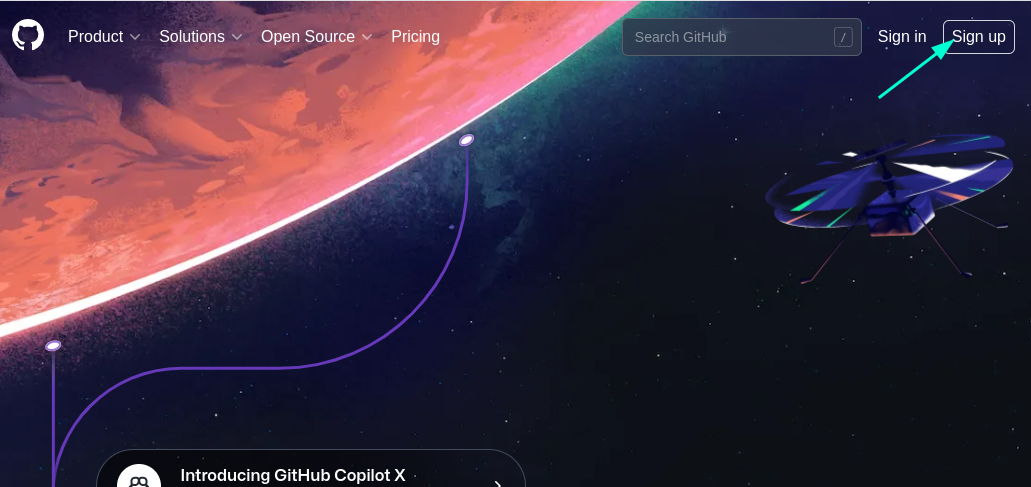 Product Solutions Open Source Pricing Search GitHub / Sign in Sign up
Introducing GitHub Copilot X